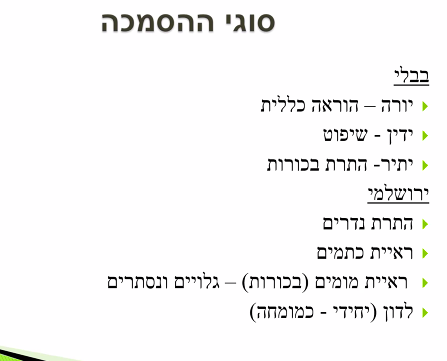 סוגי ההסמכה
בבלי
יורה – הוראה כללית
ידין - שיפוט
יתיר- התרת בכורות
ירושלמי
התרת נדרים
ראיית כתמים
ראיית מומים (בכורות) – גלויים ונסתרים
לדון (יחידי - כמומחה)